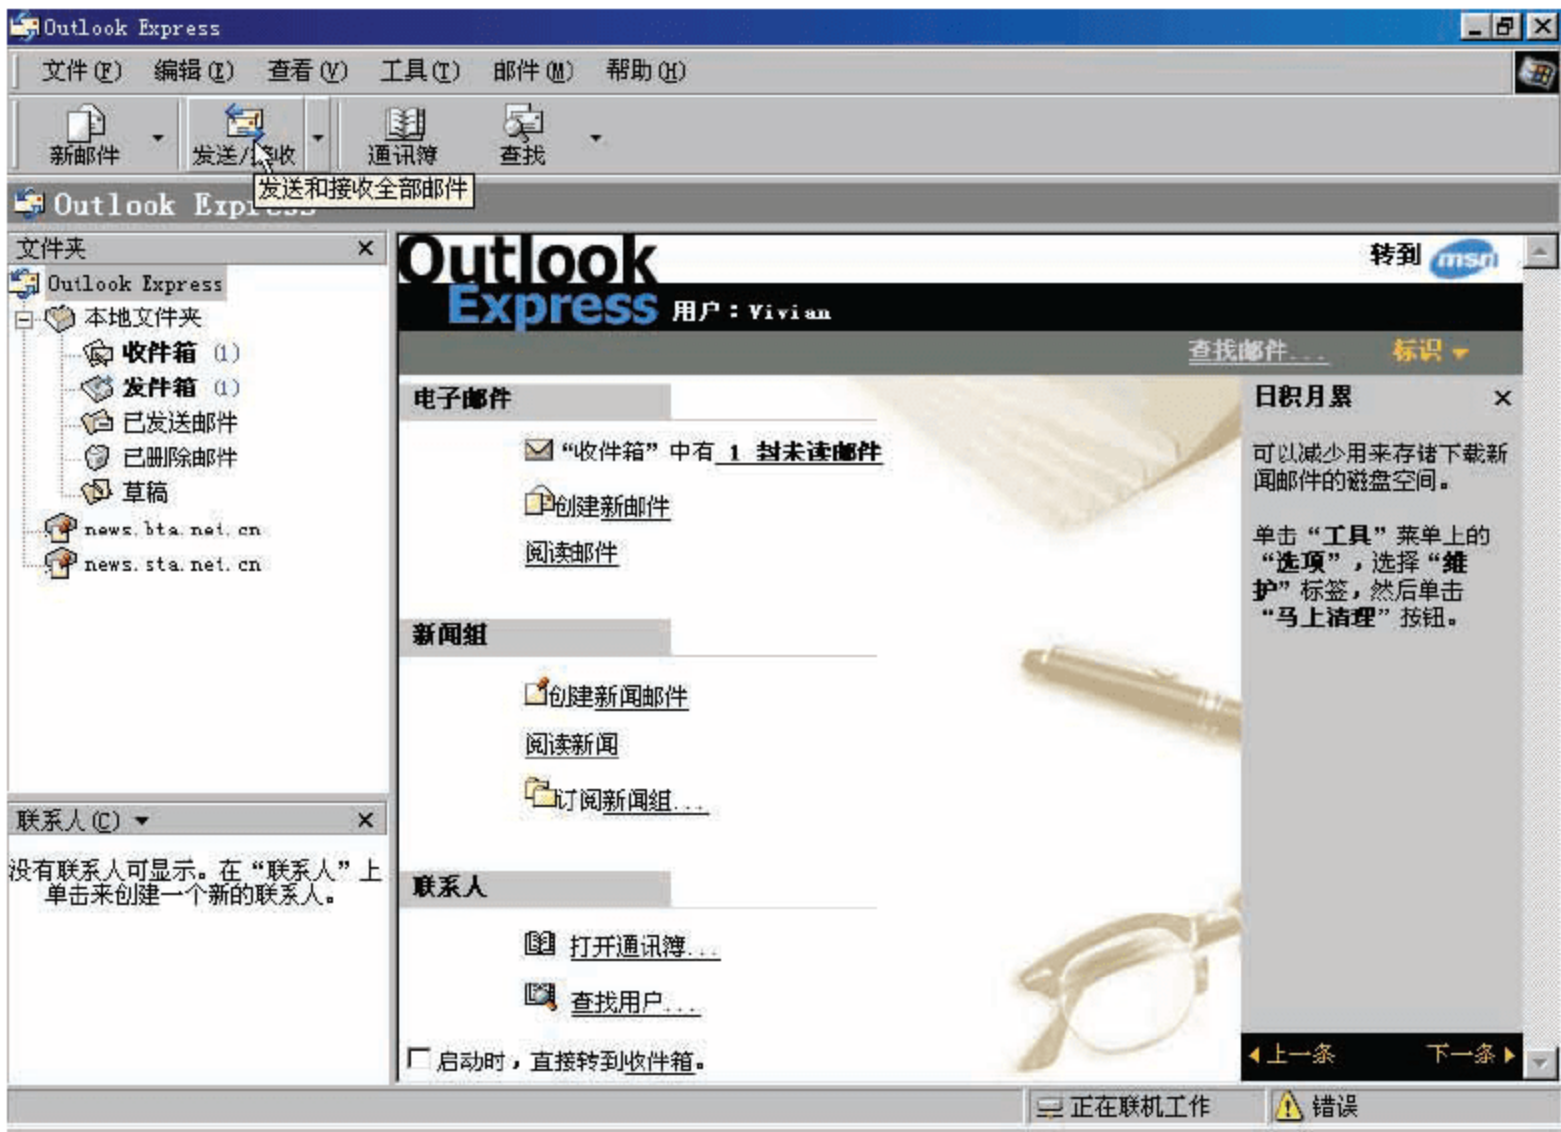 Outlook Express
文件(F) 编辑(E) 查看(V) 工具(T) 邮件(M) 帮助(H)
新邮件 发送/接收 通讯簿 查找
发送和接收全部邮件
Outlook Express
文件夹
Outlook Express
本地文件夹
收件箱 (1)
发件箱 (1)
已发送邮件
已删除邮件
草稿
news.bta.net.cn
news.sta.net.cn
联系人(C)
没有联系人可显示。在“联系人”上
单击来创建一个新的联系人。
Outlook
Express 用户：Vivian
转到 msn
查找邮件... 标识
电子邮件
“收件箱”中有 1 封未读邮件
创建新邮件
阅读邮件
新闻组
创建新闻邮件
阅读新闻
订阅新闻组...
联系人
打开通讯簿...
查找用户...
启动时，直接转到收件箱。
日积月累
可以减少用来存储下载新
闻邮件的磁盘空间。
单击“工具”菜单上的
“选项”，选择“维
护”标签，然后单击
“马上清理”按钮。
上一条 下一条
正在联机工作 错误